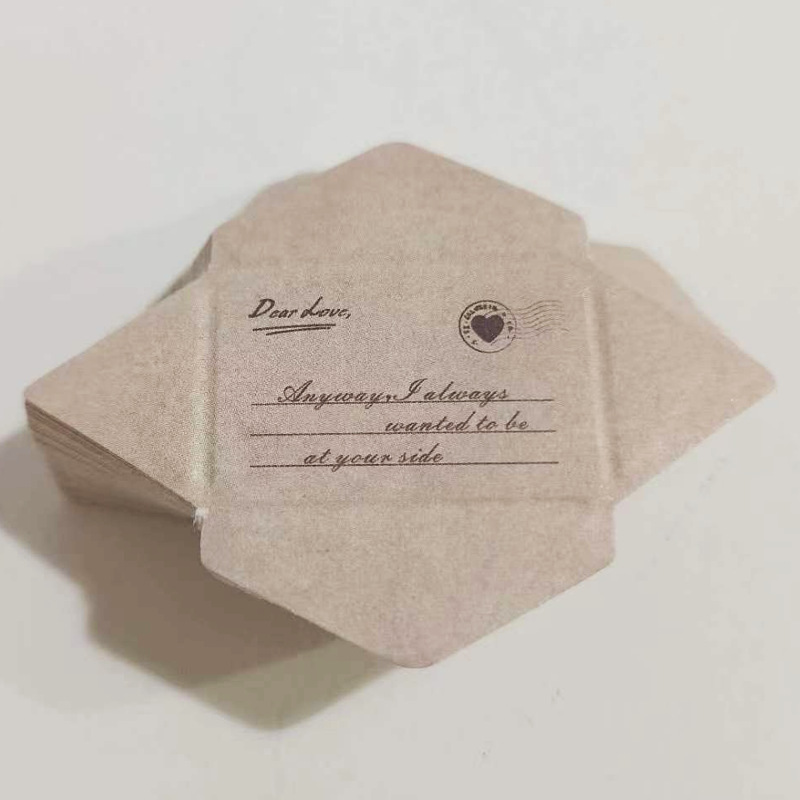 Dear Love,
Anyway, I always
wanted to be
at your side